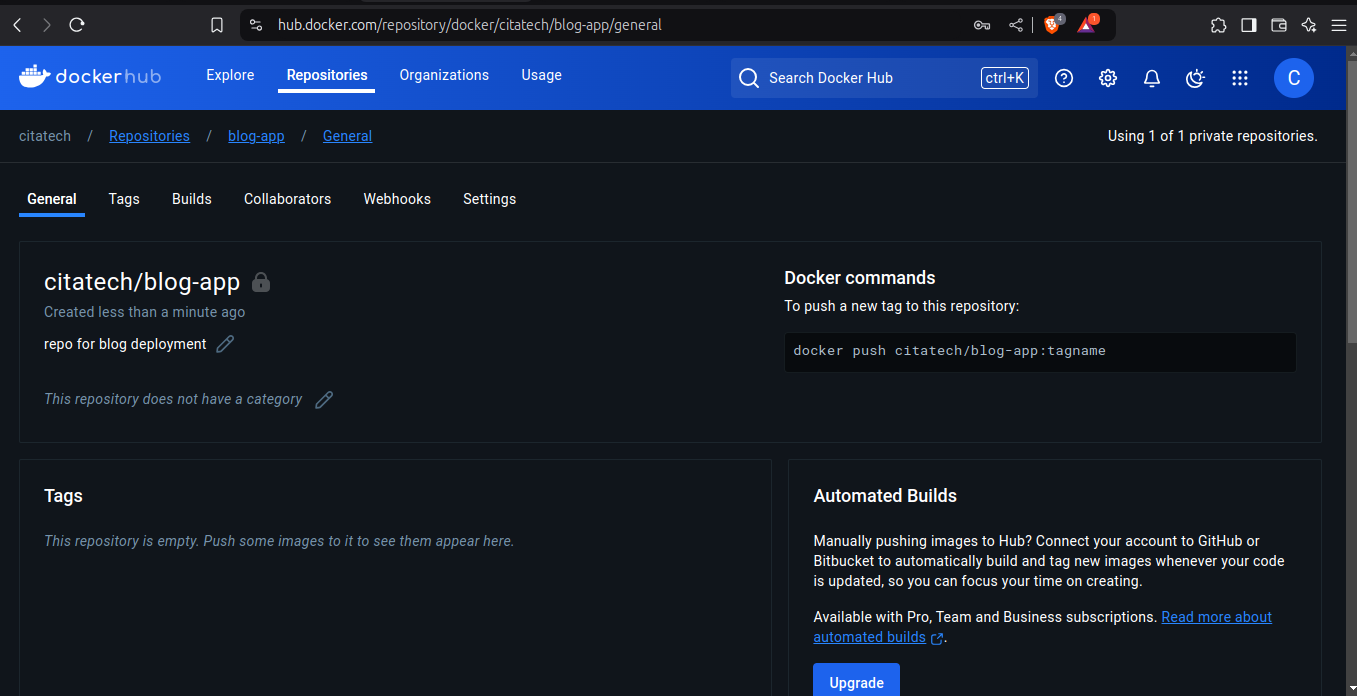 hub.docker.com/repository/docker/citatech/blog-app/general
4
1
dockerhub
Explore
Repositories
Organizations
Usage
Search Docker Hub
ctrl+K
C
citatech / Repositories / blog-app / General
Using 1 of 1 private repositories.
General
Tags
Builds
Collaborators
Webhooks
Settings
citatech/blog-app
Created less than a minute ago
repo for blog deployment
This repository does not have a category
Docker commands
To push a new tag to this repository:
docker push citatech/blog-app:tagname
Tags
This repository is empty. Push some images to it to see them appear here.
Automated Builds
Manually pushing images to Hub? Connect your account to GitHub or
Bitbucket to automatically build and tag new images whenever your code
is updated, so you can focus your time on creating.
Available with Pro, Team and Business subscriptions. Read more about
automated builds.
Upgrade